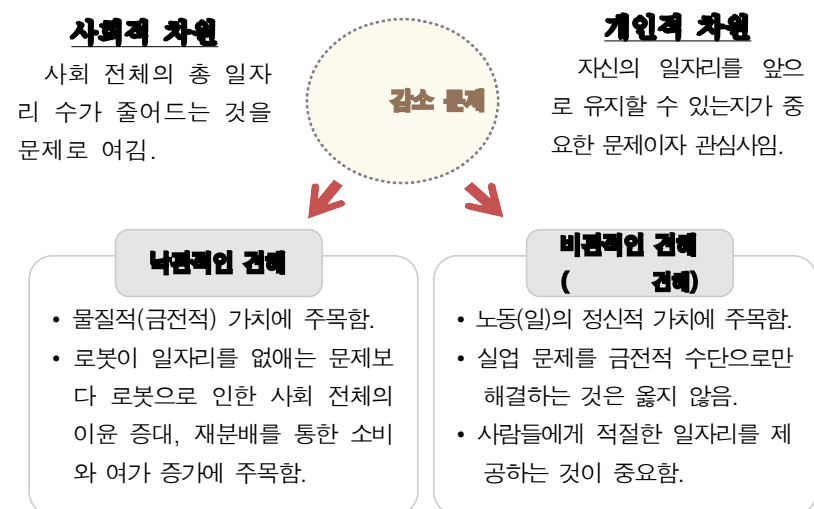 사회적 차원
사회 전체의 총 일자
리 수가 줄어드는 것을
문제로 여김.
감소 문제
개인적 차원
자신의 일자리를 앞으
로 유지할 수 있는지가 중
요한 문제이자 관심사임.
낙관적인 견해
• 물질적(금전적) 가치에 주목함.
• 로봇이 일자리를 없애는 문제보
다 로봇으로 인한 사회 전체의
이윤 증대, 재분배를 통한 소비
와 여가 증가에 주목함.
비관적인 견해
( 견해)
• 노동(일)의 정신적 가치에 주목함.
• 실업 문제를 금전적 수단으로만
해결하는 것은 옳지 않음.
• 사람들에게 적절한 일자리를 제
공하는 것이 중요함.